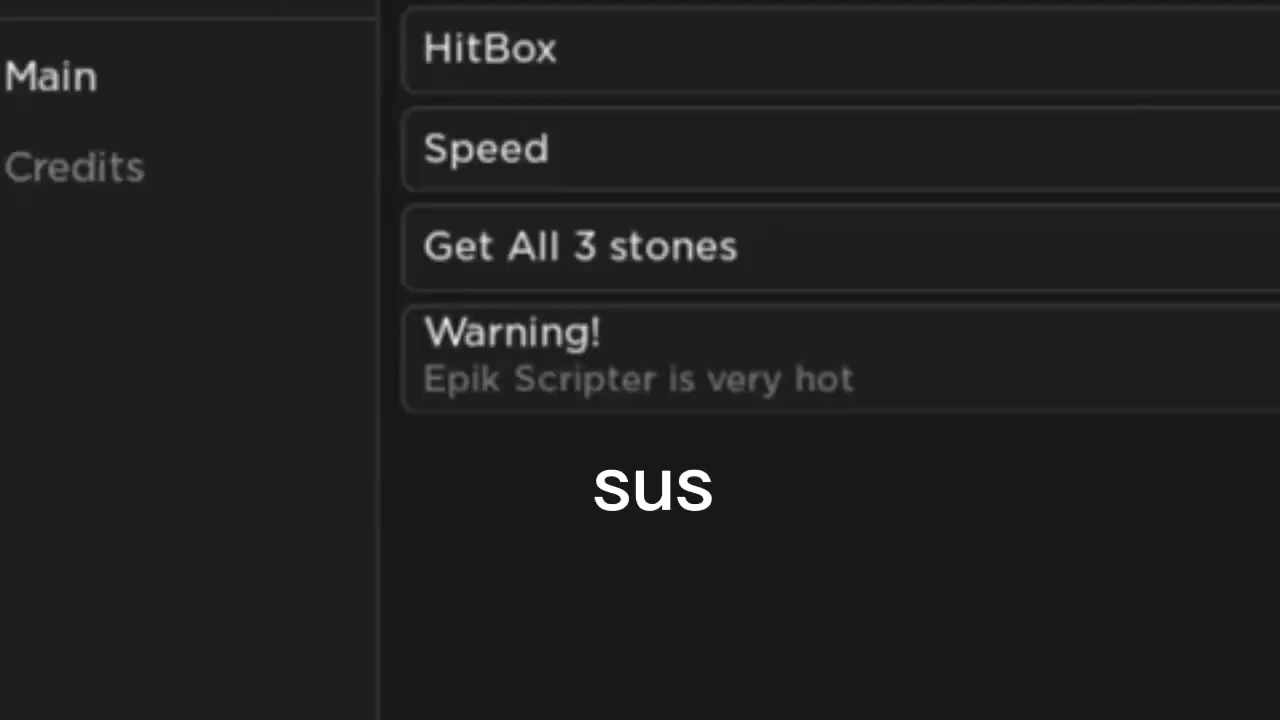 Main
Credits
HitBox
Speed
Get All 3 stones
Warning!
Epik Scripter is very hot
sus